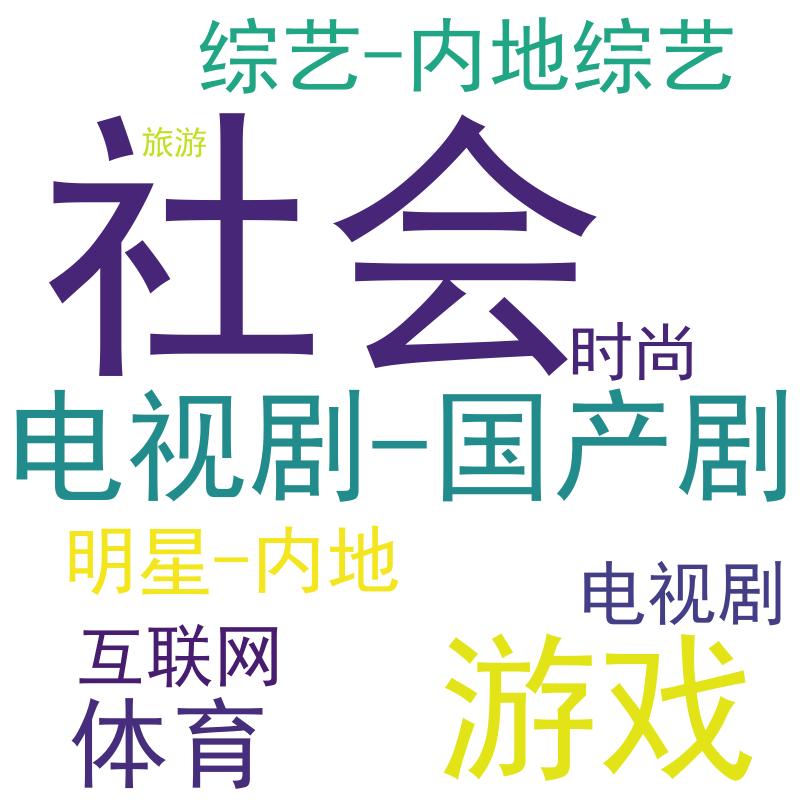 综艺-内地综艺
旅游
社会
时尚
电视剧-国产剧
明星-内地
电视剧
互联网
游戏
体育